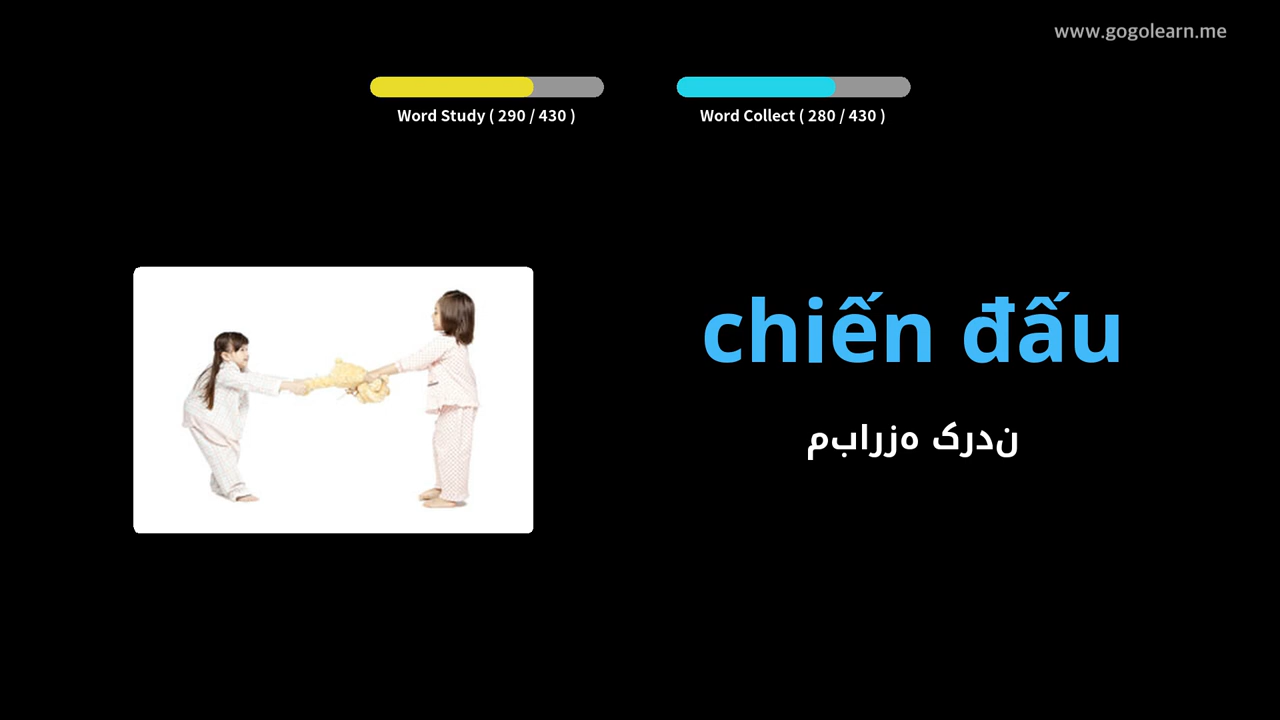 www.gogolearn.me
Word Study ( 290 / 430 )
Word Collect ( 280 / 430 )
chiến đấu
مبارزه کردن